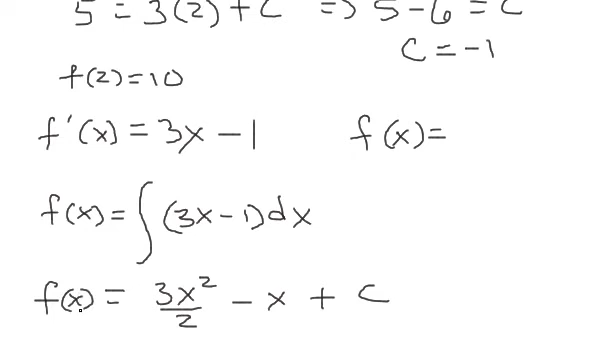 5 = 3(2) + C => 5 - 6 = C
C = -1
f(2) = 10
f'(x) = 3x - 1 f(x) =
f(x) = ∫(3x - 1)dx
f(x) = 3x²/2 - x + C